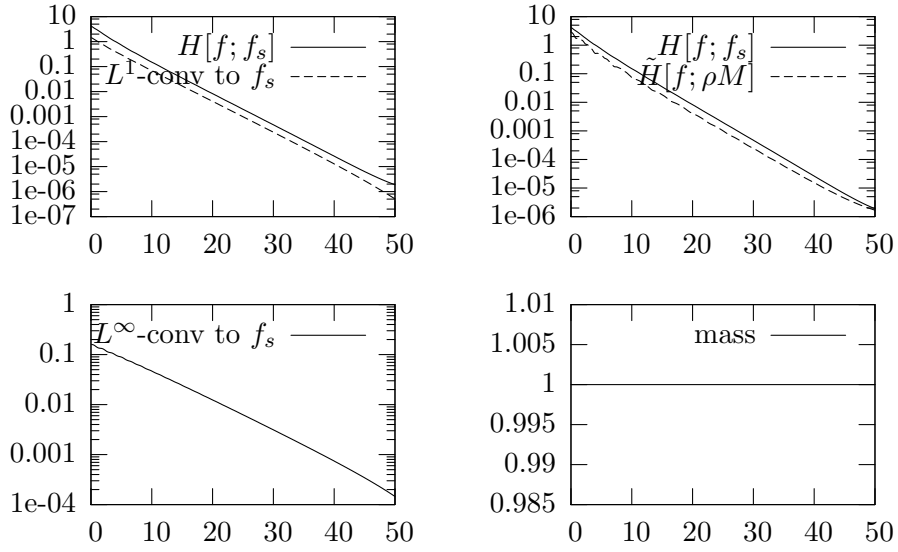 10
1
0.1
0.01
0.001
1e-04
1e-05
1e-06
1e-07
0 10 20 30 40 50
H[f; f_s]
L^1-conv to f_s
10
1
0.1
0.01
0.001
1e-04
1e-05
1e-06
0 10 20 30 40 50
H[f; f_s]
H̃[f; ρM]
1
0.1
0.01
0.001
1e-04
0 10 20 30 40 50
L^∞-conv to f_s
1.01
1.005
1
0.995
0.99
0.985
0 10 20 30 40 50
mass